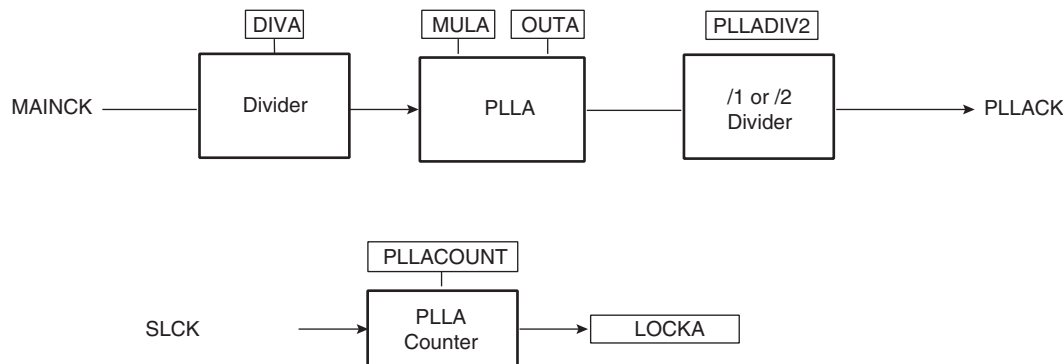 DIVA
MULA
OUTA
PLLADIV2
MAINCK
Divider
PLLA
/1 or /2
Divider
PLLACK
PLLACOUNT
SLCK
PLLA
Counter
LOCKA